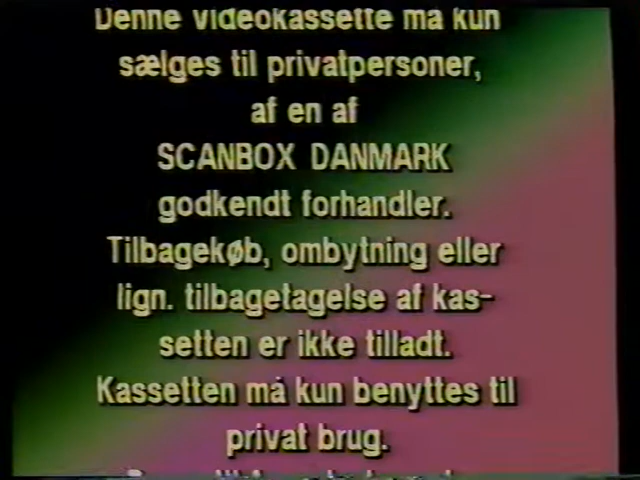 Denne videokassette må kun
sælges til privatpersoner,
af en af
SCANBOX DANMARK
godkendt forhandler.
Tilbagekøb, ombytning eller
lign. tilbagetagelse af kas-
setten er ikke tilladt.
Kassetten må kun benyttes til
privat brug.